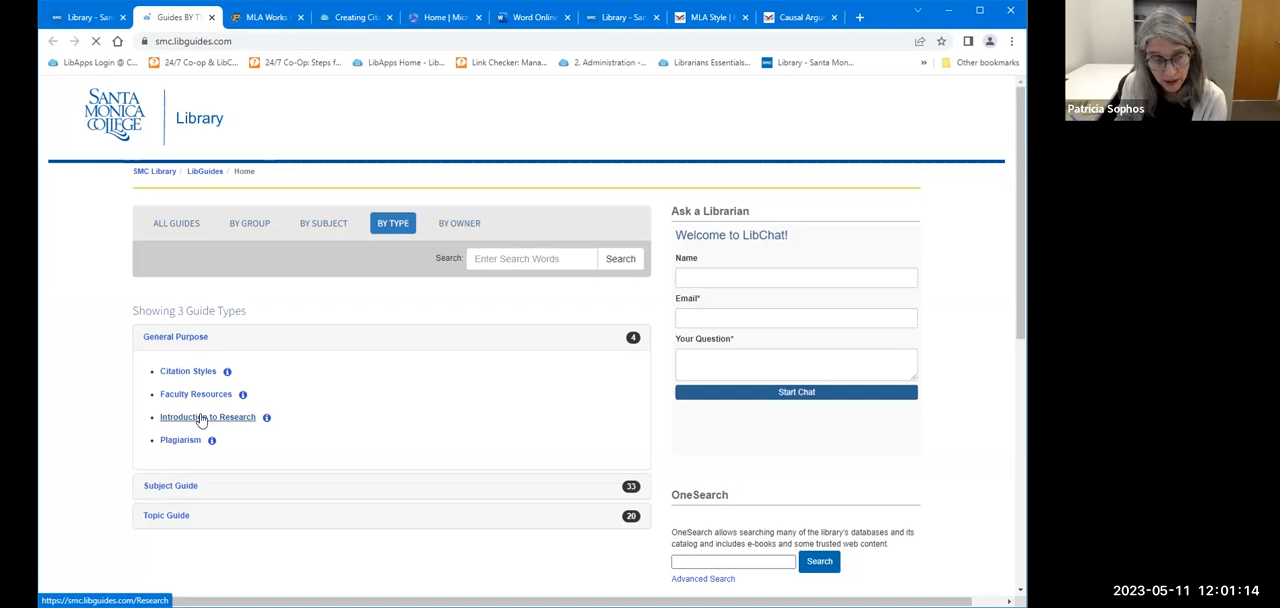 Library - San
Guides BY T
MLA Works
Creating Cit
Home | Micr
Word Online
Library - San
MLA Style |
Causal Argu
smc.libguides.com
LibApps Login @ C...
24/7 Co-op & LibC...
24/7 Co-Op: Steps f...
LibApps Home - Lib...
Link Checker: Mana...
2. Administration -...
Librarians Essentials...
Library - Santa Mon...
»
Other bookmarks
SANTA
MONICA
COLLEGE
Library
SMC Library / LibGuides / Home
ALL GUIDES
BY GROUP
BY SUBJECT
BY TYPE
BY OWNER
Search:
Enter Search Words
Search
Showing 3 Guide Types
General Purpose
4
Citation Styles
Faculty Resources
Introduction to Research
Plagiarism
Subject Guide
33
Topic Guide
20
Ask a Librarian
Welcome to LibChat!
Name
Email*
Your Question*
Start Chat
OneSearch
OneSearch allows searching many of the library's databases and its
catalog and includes e-books and some trusted web content.
Search
Advanced Search
https://smc.libguides.com/Research
Patricia Sophos
2023-05-11 12:01:14